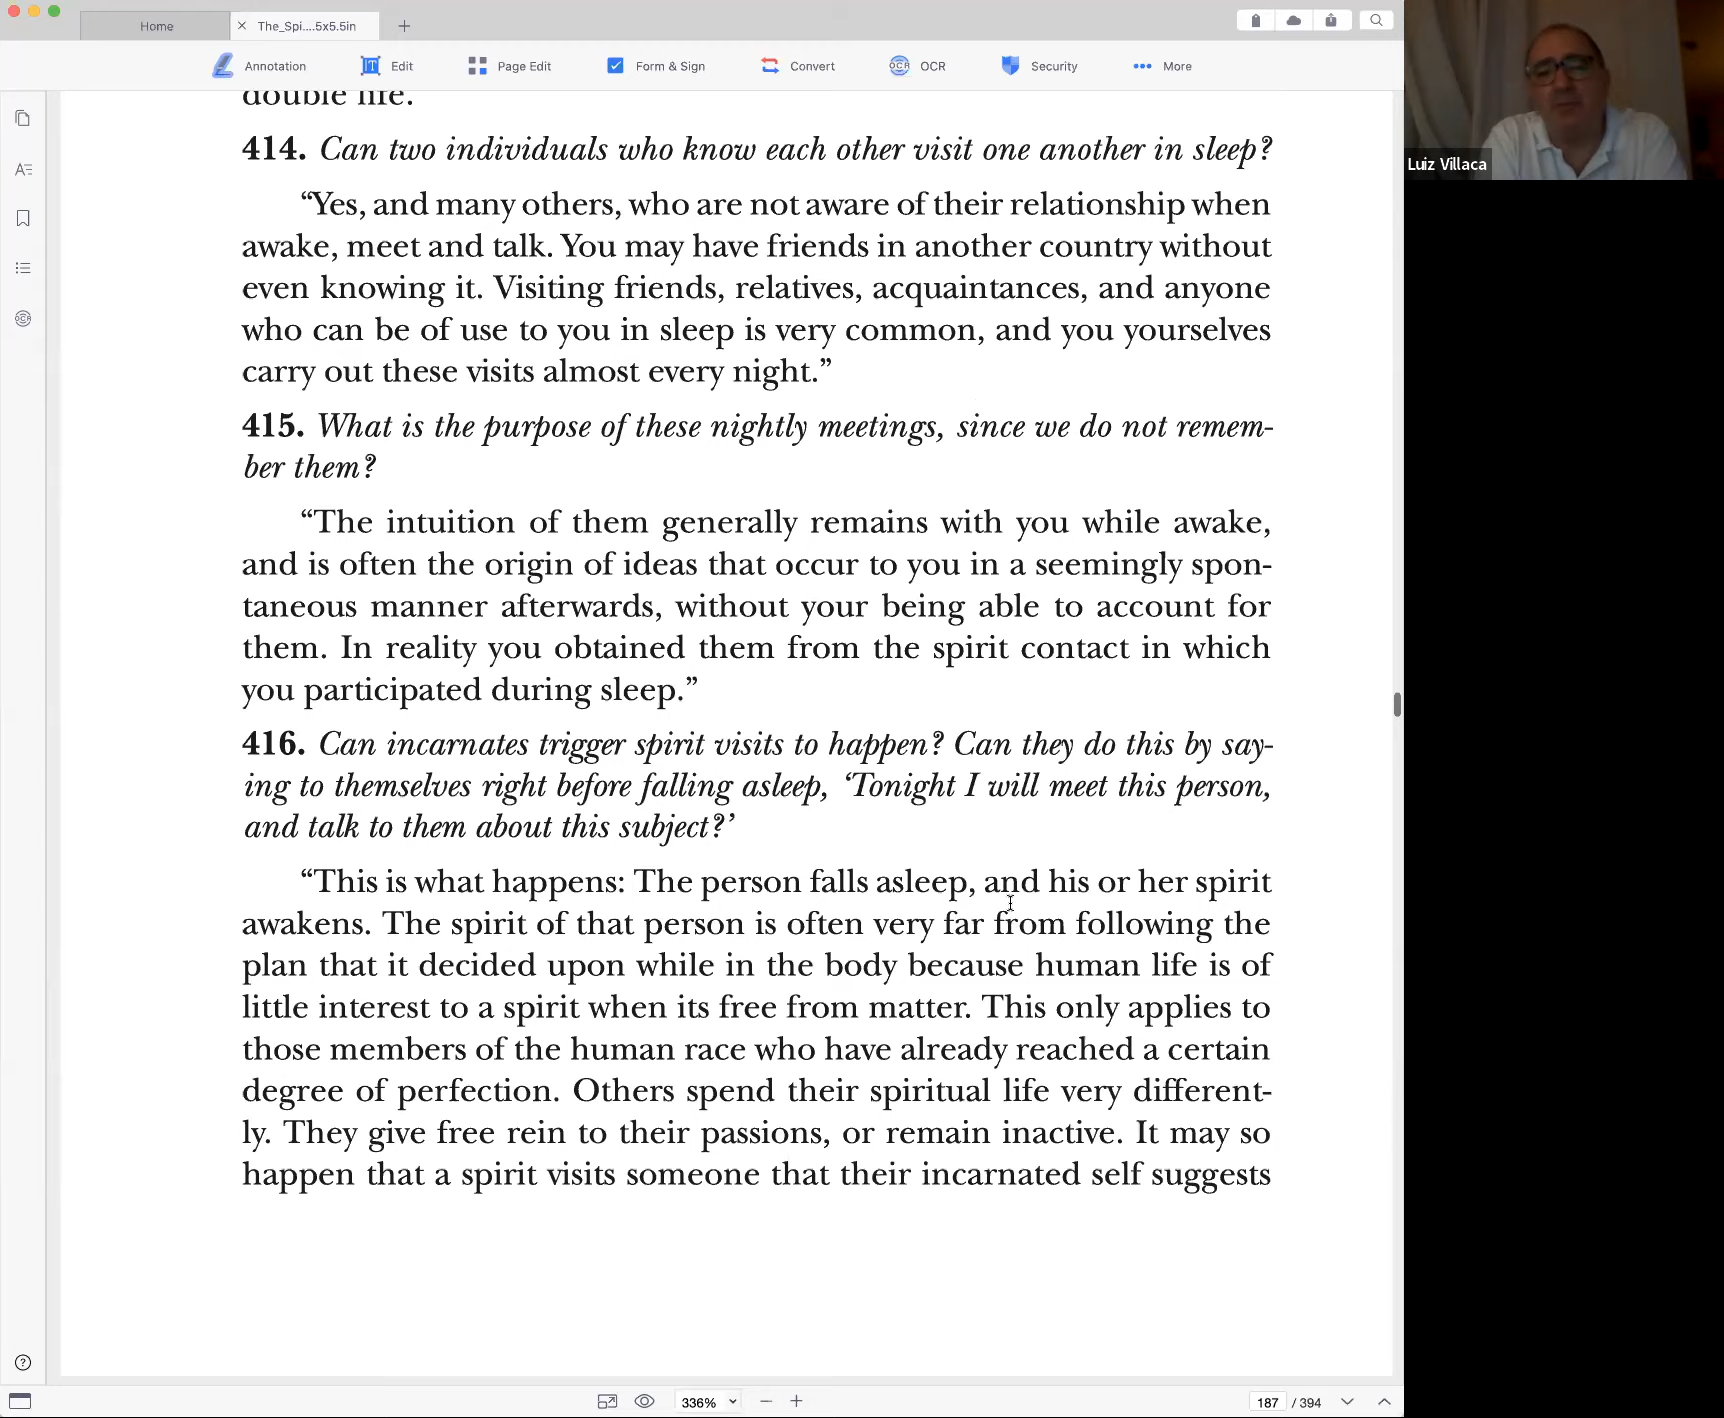 Home
The_Spi....5x5.5in
Annotation
Edit
Page Edit
Form & Sign
Convert
OCR
OCR
Security
More
Luiz Villaca
double life.
414. Can two individuals who know each other visit one another in sleep?
“Yes, and many others, who are not aware of their relationship when
awake, meet and talk. You may have friends in another country without
even knowing it. Visiting friends, relatives, acquaintances, and anyone
who can be of use to you in sleep is very common, and you yourselves
carry out these visits almost every night.”
415. What is the purpose of these nightly meetings, since we do not remem-
ber them?
“The intuition of them generally remains with you while awake,
and is often the origin of ideas that occur to you in a seemingly spon-
taneous manner afterwards, without your being able to account for
them. In reality you obtained them from the spirit contact in which
you participated during sleep.”
416. Can incarnates trigger spirit visits to happen? Can they do this by say-
ing to themselves right before falling asleep, ‘Tonight I will meet this person,
and talk to them about this subject?’
“This is what happens: The person falls asleep, and his or her spirit
awakens. The spirit of that person is often very far from following the
plan that it decided upon while in the body because human life is of
little interest to a spirit when its free from matter. This only applies to
those members of the human race who have already reached a certain
degree of perfection. Others spend their spiritual life very different-
ly. They give free rein to their passions, or remain inactive. It may so
happen that a spirit visits someone that their incarnated self suggests
336%
187 / 394